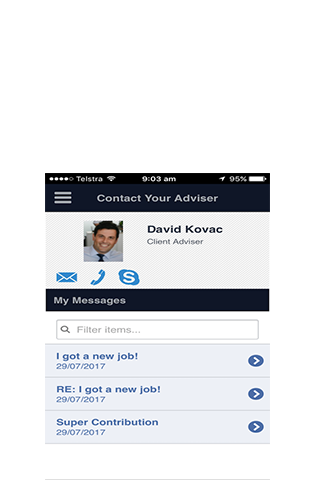 Telstra 9:03 am 95%
Contact Your Adviser
David Kovac
Client Adviser
My Messages
Filter items...
I got a new job!
29/07/2017
RE: I got a new job!
29/07/2017
Super Contribution
29/07/2017